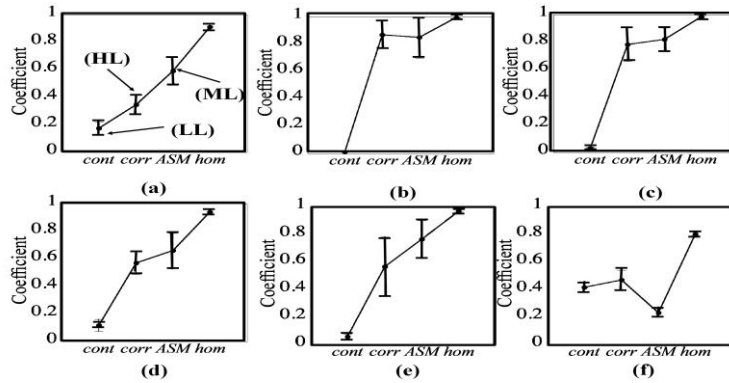 1 1 1
0.8 0.8 0.8
0.6 0.6 0.6
0.4 0.4 0.4
0.2 0.2 0.2
0 0 0
Coefficient Coefficient Coefficient
(HL)
(ML)
(LL)
cont corr ASM hom cont corr ASM hom cont corr ASM hom
(a) (b) (c)
1 1 1
0.8 0.8 0.8
0.6 0.6 0.6
0.4 0.4 0.4
0.2 0.2 0.2
0 0 0
Coefficient Coefficient Coefficient
cont corr ASM hom cont corr ASM hom cont corr ASM hom
(d) (e) (f)